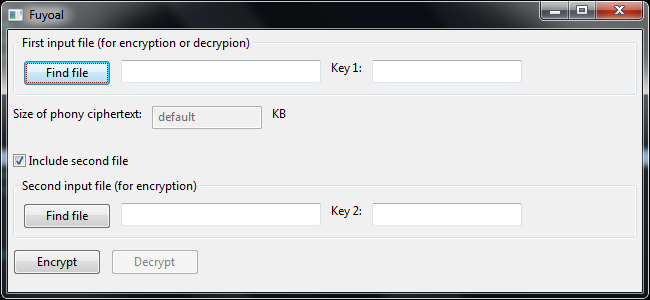 Fuyoal
First input file (for encryption or decrypion)
Find file Key 1:
Size of phony ciphertext: default KB
Include second file
Second input file (for encryption)
Find file Key 2:
Encrypt Decrypt